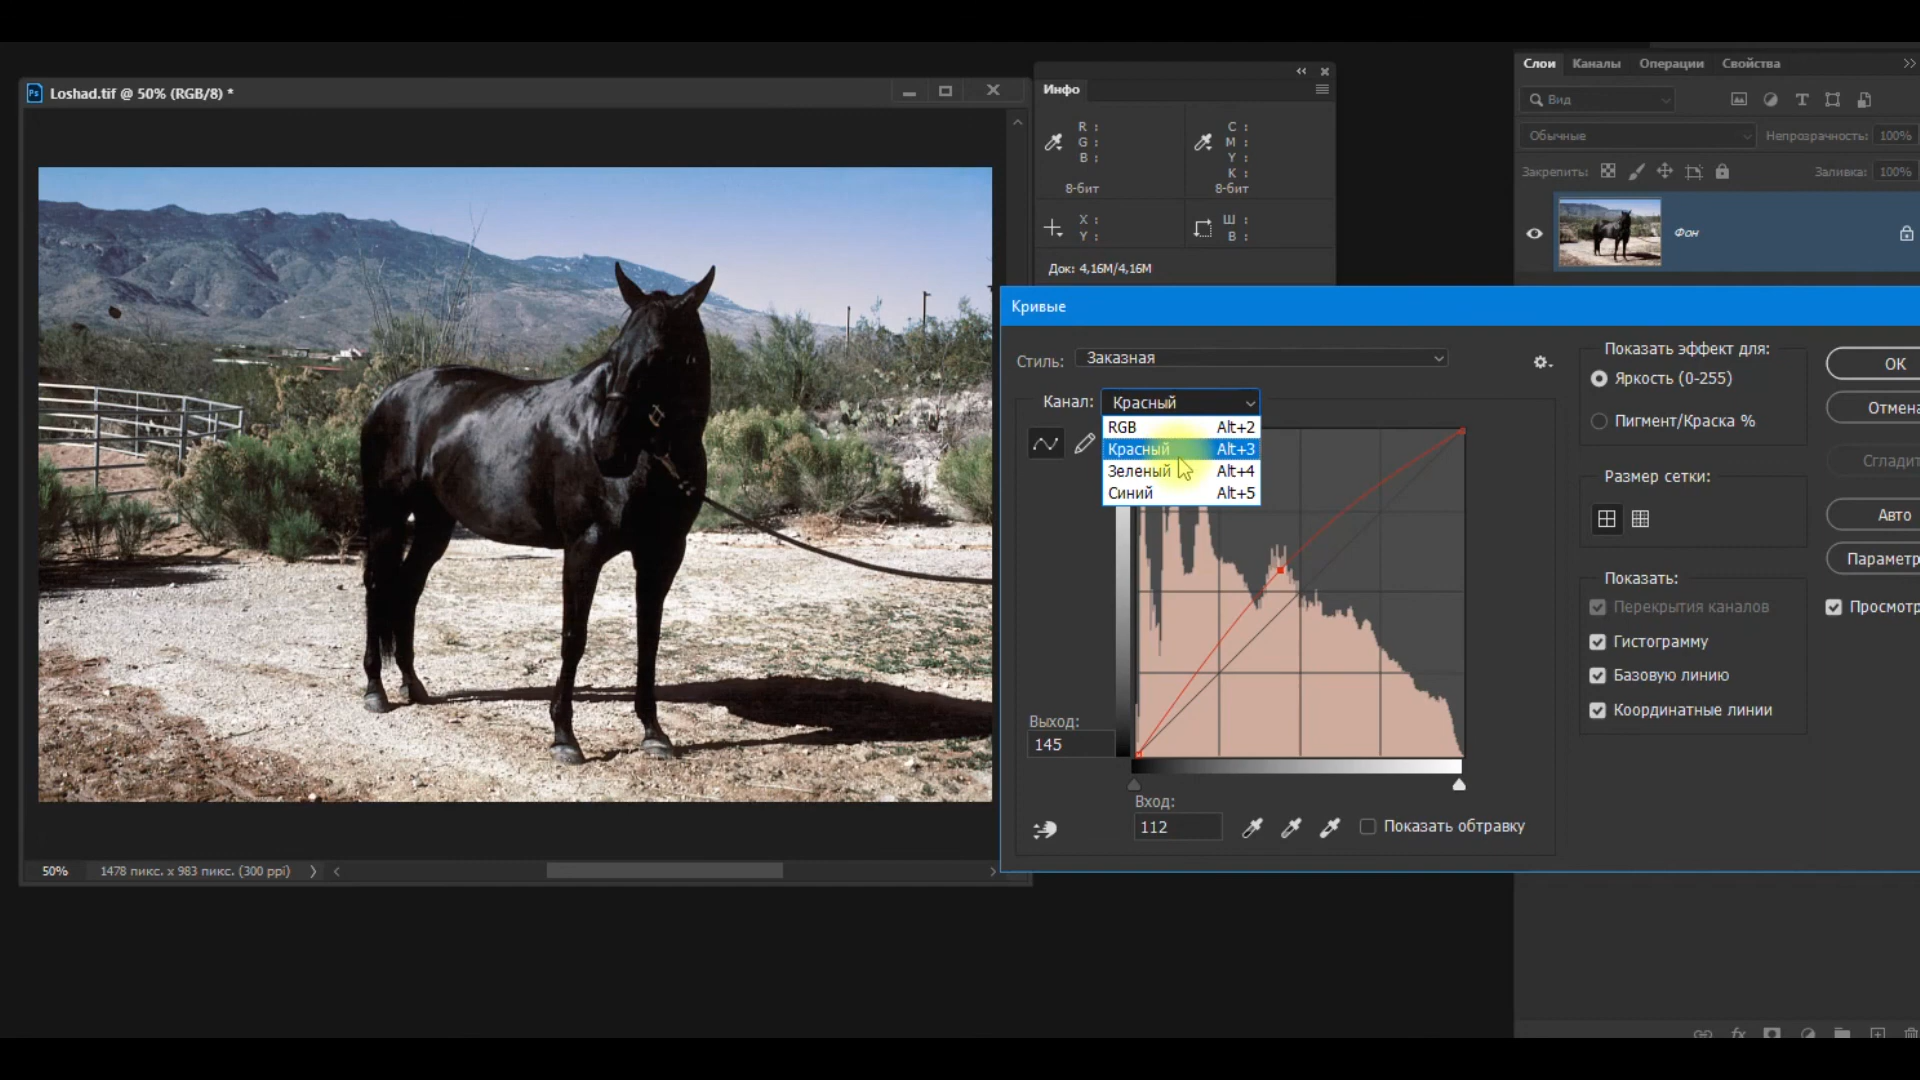 Loshad.tif @ 50% (RGB/8) *
50%
1478 пикс. x 983 пикс. (300 ppi)
Инфо
R :
G :
B :
8-бит
C :
M :
Y :
K :
8-бит
X :
Y :
Ш :
В :
Док: 4,16M/4,16M
Слои Каналы Операции Свойства
Вид
Обычные Непрозрачность: 100%
Закрепить: Заливка: 100%
Фон
Кривые
Стиль: Заказная
Канал: Красный
RGB Alt+2
Красный Alt+3
Зеленый Alt+4
Синий Alt+5
Выход:
145
Вход:
112
Показать обтравку
Показать эффект для:
Яркость (0-255)
Пигмент/Краска %
Размер сетки:
Показать:
Перекрытия каналов
Гистограмму
Базовую линию
Координатные линии
ОК
Отмена
Сгладит
Авто
Параметр
Просмотр
fx